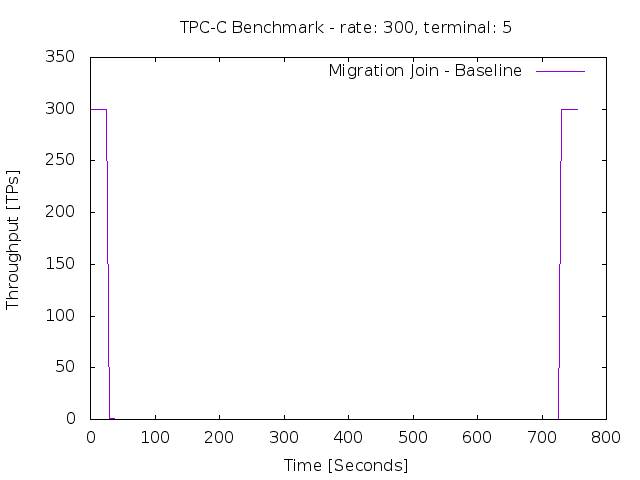 TPC-C Benchmark - rate: 300, terminal: 5
Migration Join - Baseline
350
300
250
200
150
100
50
0
Throughput [TPs]
0 100 200 300 400 500 600 700 800
Time [Seconds]